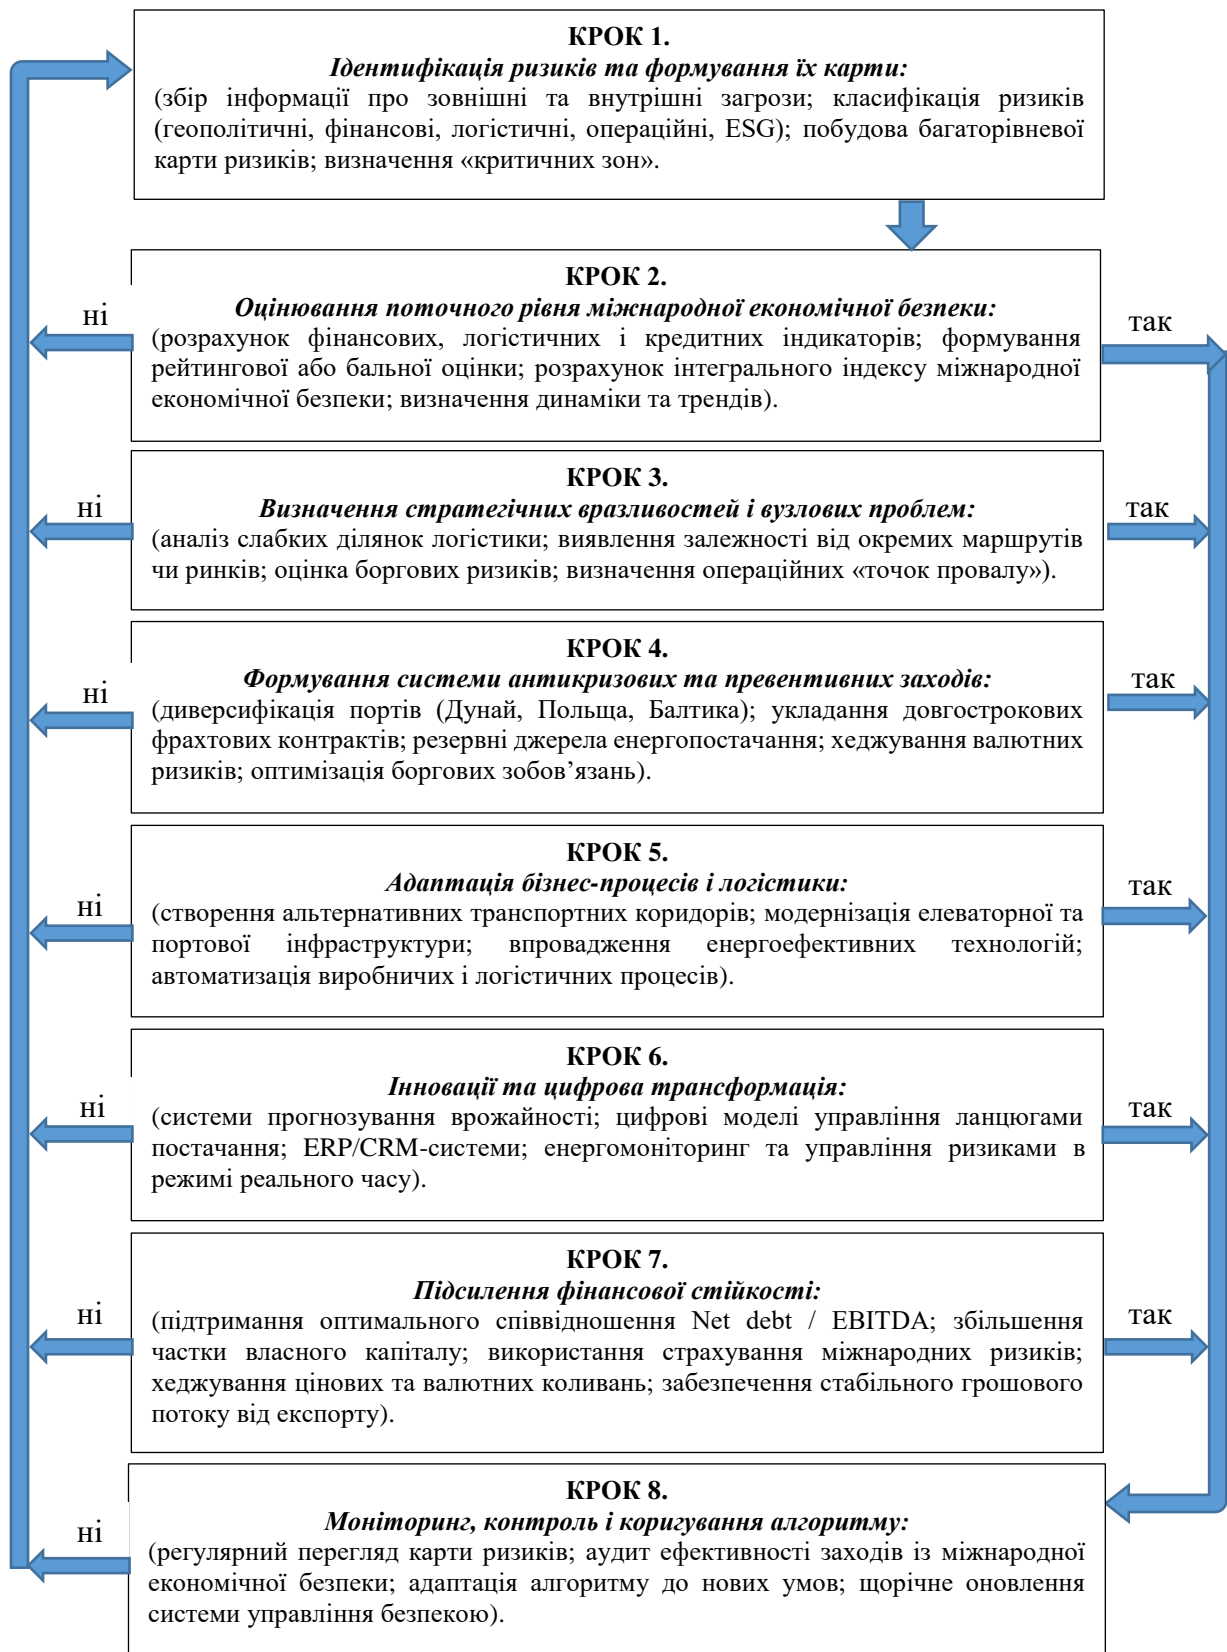 КРОК 1.
Ідентифікація ризиків та формування їх карти:
(збір інформації про зовнішні та внутрішні загрози; класифікація ризиків
(геополітичні, фінансові, логістичні, операційні, ESG); побудова багаторівневої
карти ризиків; визначення «критичних зон».
КРОК 2.
Оцінювання поточного рівня міжнародної економічної безпеки:
ні
так
(розрахунок фінансових, логістичних і кредитних індикаторів; формування
рейтингової або бальної оцінки; розрахунок інтегрального індексу міжнародної
економічної безпеки; визначення динаміки та трендів).
КРОК 3.
Визначення стратегічних вразливостей і вузлових проблем:
ні
так
(аналіз слабких ділянок логістики; виявлення залежності від окремих маршрутів
чи ринків; оцінка боргових ризиків; визначення операційних «точок провалу»).
КРОК 4.
Формування системи антикризових та превентивних заходів:
ні
так
(диверсифікація портів (Дунай, Польща, Балтика); укладання довгострокових
фрахтових контрактів; резервні джерела енергопостачання; хеджування валютних
ризиків; оптимізація боргових зобов’язань).
КРОК 5.
Адаптація бізнес-процесів і логістики:
ні
так
(створення альтернативних транспортних коридорів; модернізація елеваторної та
портової інфраструктури; впровадження енергоефективних технологій;
автоматизація виробничих і логістичних процесів).
КРОК 6.
Інновації та цифрова трансформація:
ні
так
(системи прогнозування врожайності; цифрові моделі управління ланцюгами
постачання; ERP/CRM-системи; енергомоніторинг та управління ризиками в
режимі реального часу).
КРОК 7.
Підсилення фінансової стійкості:
ні
так
(підтримання оптимального співвідношення Net debt / EBITDA; збільшення
частки власного капіталу; використання страхування міжнародних ризиків;
хеджування цінових та валютних коливань; забезпечення стабільного грошового
потоку від експорту).
КРОК 8.
Моніторинг, контроль і коригування алгоритму:
ні
(регулярний перегляд карти ризиків; аудит ефективності заходів із міжнародної
економічної безпеки; адаптація алгоритму до нових умов; щорічне оновлення
системи управління безпекою).